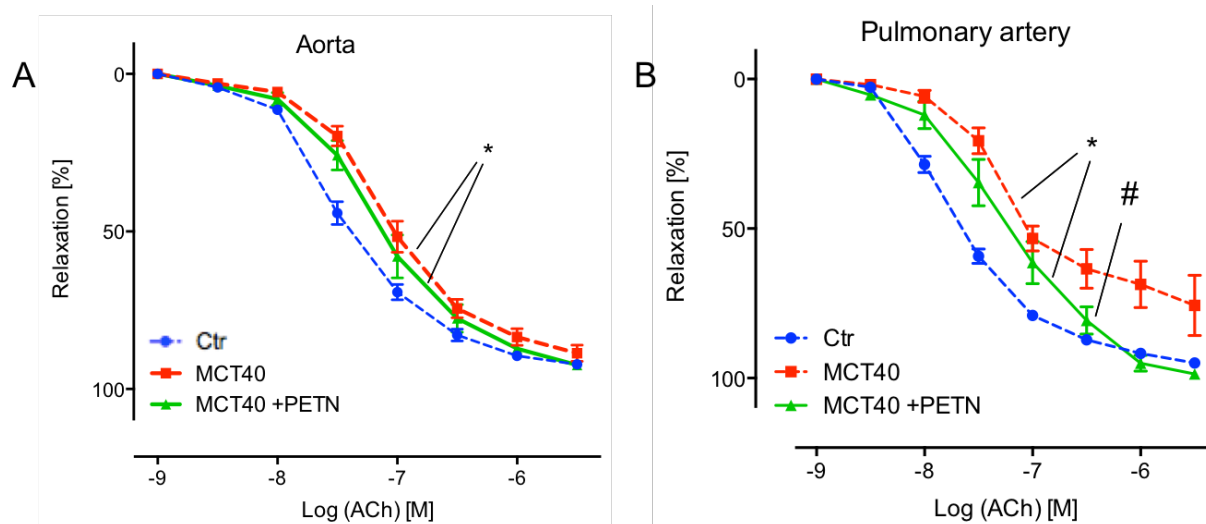 A
Aorta
Relaxation [%]
0
50
100
*
Ctr
MCT40
MCT40 +PETN
-9
-8
-7
-6
Log (ACh) [M]
B
Pulmonary artery
Relaxation [%]
0
50
100
*
#
Ctr
MCT40
MCT40 +PETN
-9
-8
-7
-6
Log (ACh) [M]